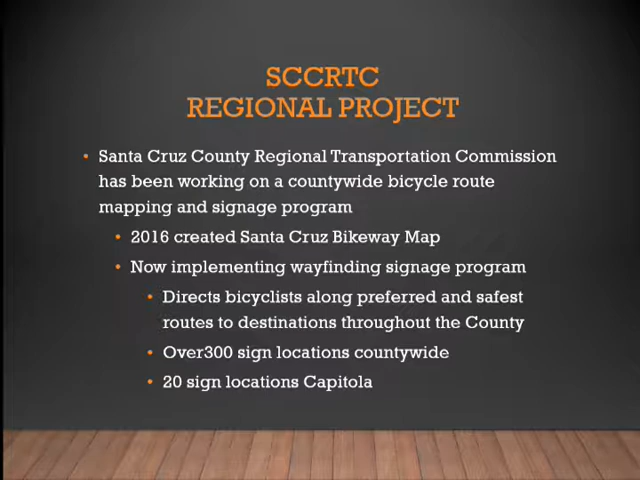 SCCRTC
REGIONAL PROJECT
• Santa Cruz County Regional Transportation Commission
has been working on a countywide bicycle route
mapping and signage program
• 2016 created Santa Cruz Bikeway Map
• Now implementing wayfinding signage program
• Directs bicyclists along preferred and safest
routes to destinations throughout the County
• Over300 sign locations countywide
• 20 sign locations Capitola